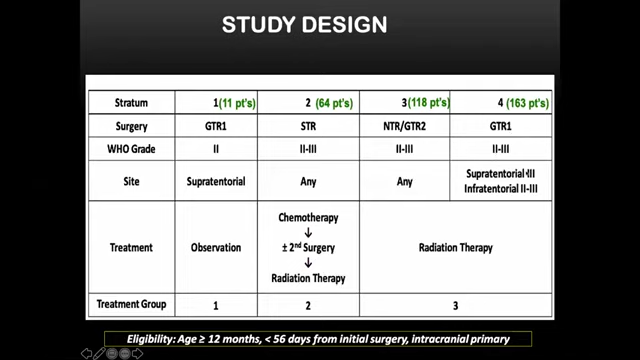 STUDY DESIGN
Stratum 1 (11 pt's) 2 (64 pt's) 3 (118 pt's) 4 (163 pt's)
Surgery GTR1 STR NTR/GTR2 GTR1
WHO Grade II II-III II-III II-III
Site Supratentorial Any Any Supratentorial III
Infratentorial II-III
Treatment Observation Chemotherapy
↓
± 2nd Surgery
↓
Radiation Therapy
Radiation Therapy
Treatment Group 1 2 3
Eligibility: Age ≥ 12 months, < 56 days from initial surgery, intracranial primary